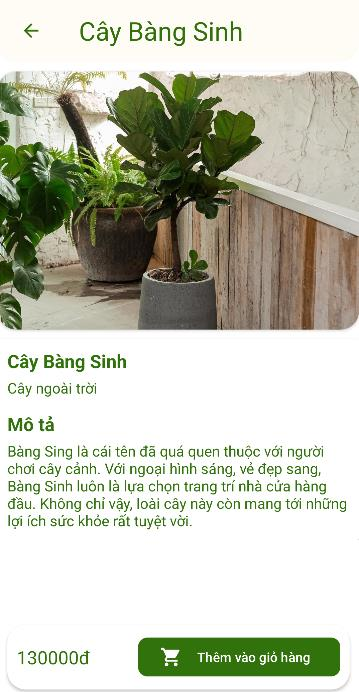 Cây Bàng Sinh
Cây Bàng Sinh
Cây ngoài trời
Mô tả
Bàng Sing là cái tên đã quá quen thuộc với người
chơi cây cảnh. Với ngoại hình sáng, vẻ đẹp sang,
Bàng Sinh luôn là lựa chọn trang trí nhà cửa hàng
đầu. Không chỉ vậy, loài cây này còn mang tới những
lợi ích sức khỏe rất tuyệt vời.
130000đ
Thêm vào giỏ hàng